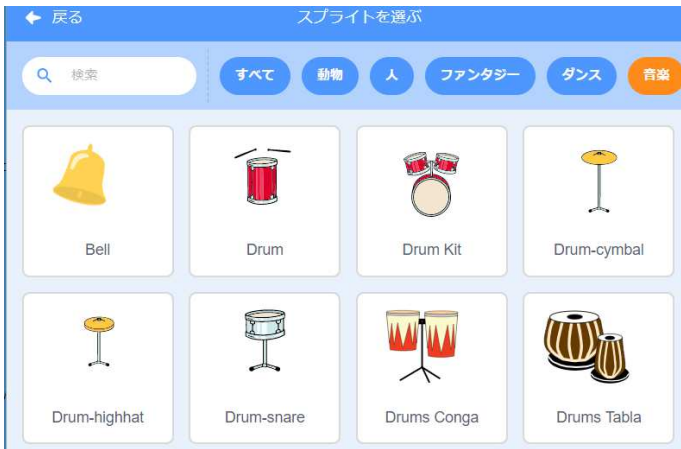 戻る スプライトを選ぶ
検索 すべて 動物 人 ファンタジー ダンス 音楽
Bell Drum Drum Kit Drum-cymbal
Drum-highhat Drum-snare Drums Conga Drums Tabla